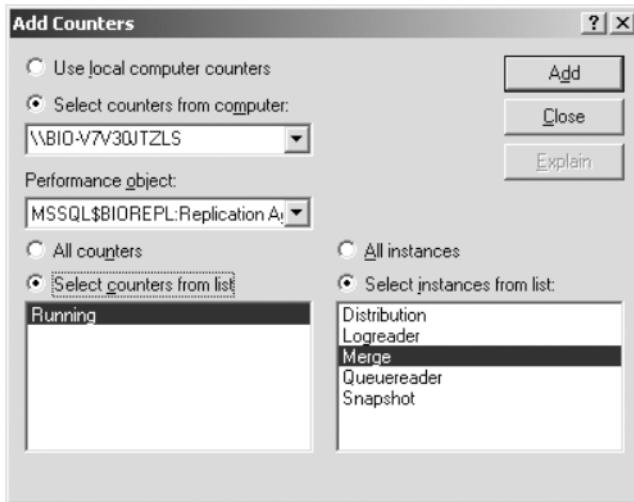 Add Counters
Use local computer counters
Select counters from computer:
\\BIO-V7V30JTZLS
Performance object:
MSSQL$BIOREPL:Replication A
All counters
Select counters from list
Running
Add
Close
Explain
All instances
Select instances from list:
Distribution
Logreader
Merge
Queuereader
Snapshot